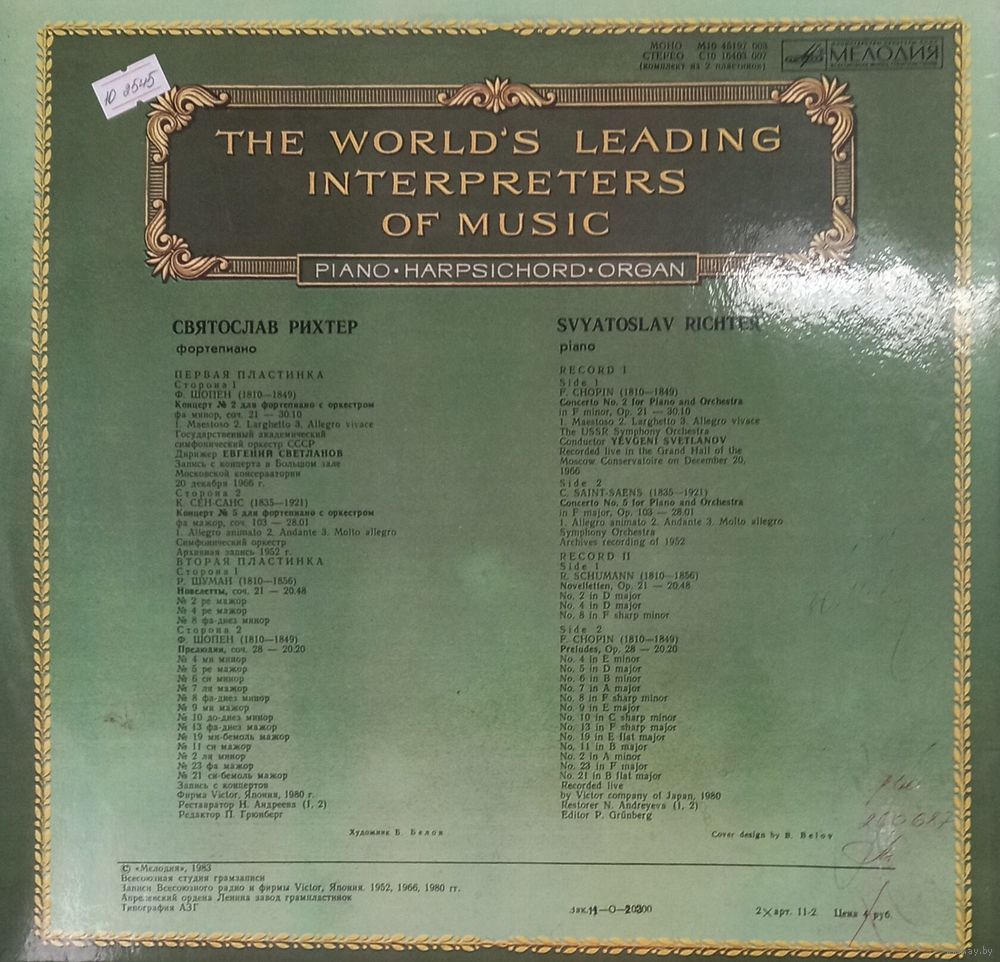 МОНО М10 45197 003
СТЕРЕО С10 16403 007
(комплект из 2 пластинок)
МЕЛОДИЯ
10 2545
THE WORLD'S LEADING
INTERPRETERS
OF MUSIC
PIANO•HARPSICHORD•ORGAN
СВЯТОСЛАВ РИХТЕР
фортепиано
ПЕРВАЯ ПЛАСТИНКА
Сторона 1
Ф. ШОПЕН (1810—1849)
Концерт № 2 для фортепиано с оркестром
фа минор, соч. 21 — 30.10
1. Maestoso 2. Larghetto 3. Allegro vivace
Государственный академический
симфонический оркестр СССР
Дирижер ЕВГЕНИЙ СВЕТЛАНОВ
Запись с концерта в Большом зале
Московской консерватории
20 декабря 1966 г.
Сторона 2
К. СЕН-САНС (1835—1921)
Концерт № 5 для фортепиано с оркестром
фа мажор, соч. 103 — 28.01
1. Allegro animato 2. Andante 3. Molto allegro
Симфонический оркестр
Архивная запись 1952 г.
ВТОРАЯ ПЛАСТИНКА
Сторона 1
Р. ШУМАН (1810—1856)
Новелетты, соч. 21 — 20.48
№ 2 ре мажор
№ 4 ре мажор
№ 8 фа-диез минор
Сторона 2
Ф. ШОПЕН (1810—1849)
Прелюдии, соч. 28 — 20.20
№ 4 ми минор
№ 5 ре мажор
№ 6 си минор
№ 7 ля мажор
№ 8 фа-диез минор
№ 9 ми мажор
№ 10 до-диез минор
№ 13 фа-диез мажор
№ 19 ми-бемоль мажор
№ 11 си мажор
№ 2 ля минор
№ 23 фа мажор
№ 21 си-бемоль мажор
Запись с концертов
Фирма Victor, Япония, 1980 г.
Реставратор Н. Андреева (1, 2)
Редактор П. Грюнберг
Художник Б. Белов
SVYATOSLAV RICHTER
piano
RECORD I
Side 1
F. CHOPIN (1810—1849)
Concerto No. 2 for Piano and Orchestra
in F minor, Op. 21 — 30.10
1. Maestoso 2. Larghetto 3. Allegro vivace
The USSR Symphony Orchestra
Conductor YEVGENI SVETLANOV
Recorded live in the Grand Hall of the
Moscow Conservatoire on December 20,
1966
Side 2
C. SAINT-SAENS (1835—1921)
Concerto No. 5 for Piano and Orchestra
in F major, Op. 103 — 28.01
1. Allegro animato 2. Andante 3. Molto allegro
Symphony Orchestra
Archives recording of 1952
RECORD II
Side 1
R. SCHUMANN (1810—1856)
Novelletten, Op. 21 — 20.48
No. 2 in D major
No. 4 in D major
No. 8 in F sharp minor
Side 2
F. CHOPIN (1810—1849)
Preludes, Op. 28 — 20.20
No. 4 in E minor
No. 5 in D major
No. 6 in B minor
No. 7 in A major
No. 8 in F sharp minor
No. 9 in E major
No. 10 in C sharp minor
No. 13 in F sharp major
No. 19 in E flat major
No. 11 in B major
No. 2 in A minor
No. 23 in F major
No. 21 in B flat major
Recorded live
by Victor company of Japan, 1980
Restorer N. Andreyeva (1, 2)
Editor P. Grünberg
Cover design by B. Belov
© «Мелодия», 1983
Всесоюзная студия грамзаписи
Записи Всесоюзного радио и фирмы Victor, Япония. 1952, 1966, 1980 гг.
Апрелевский ордена Ленина завод грампластинок
Типография АЗГ
Зак.11—О—20300
2×арт. 11-2. Цена 4 руб.